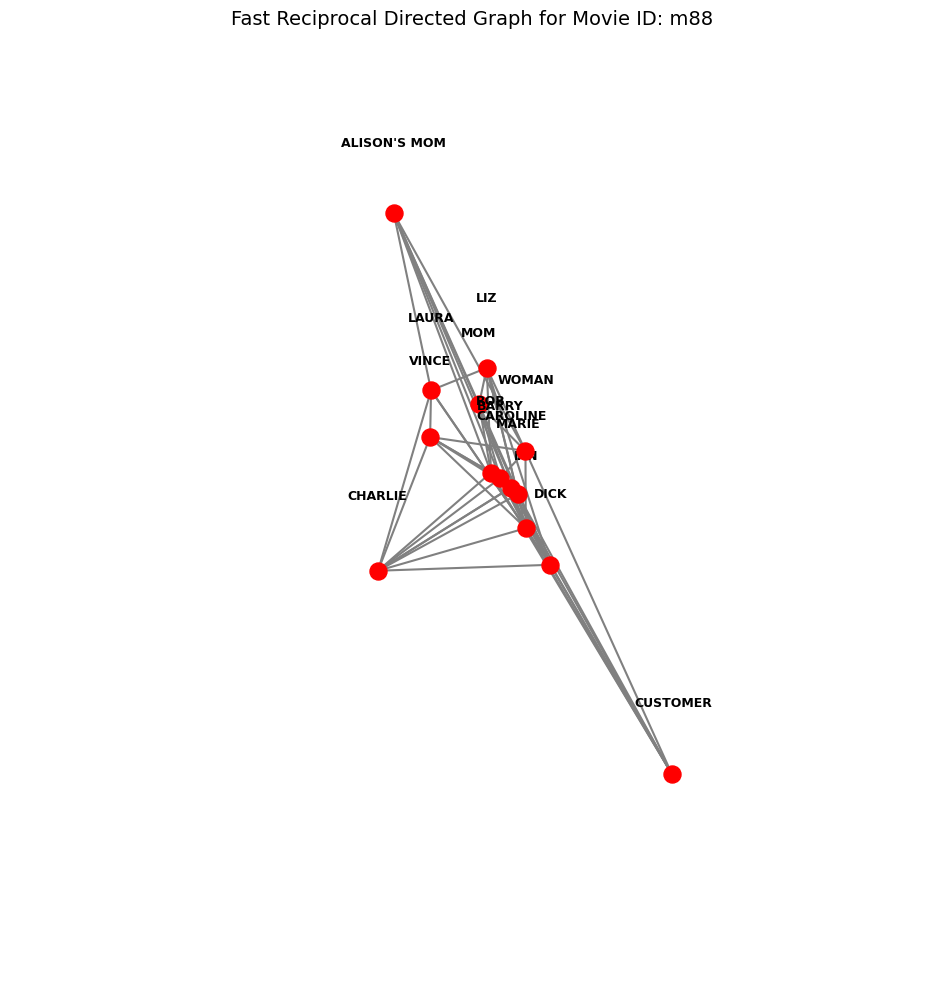 Fast Reciprocal Directed Graph for Movie ID: m88
ALISON'S MOM
LIZ
LAURA
MOM
VINCE
WOMAN
ROB
BARRY
CAROLINE
MARIE
DICK
CHARLIE
CUSTOMER